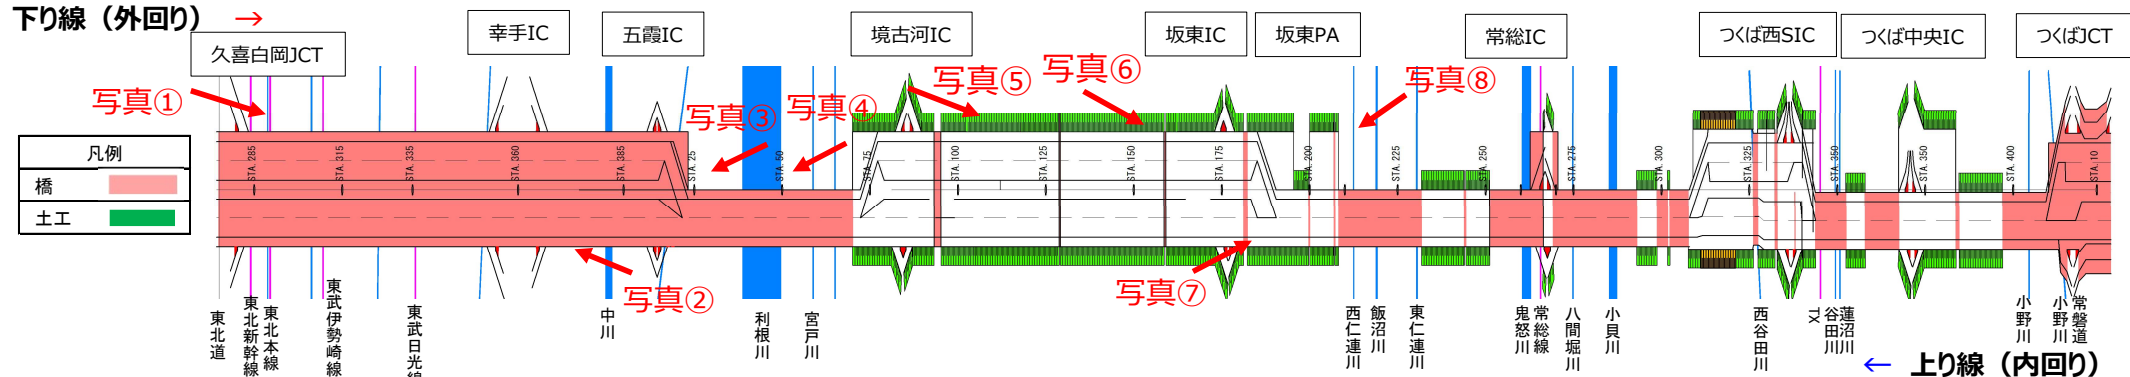 下り線（外回り） →
久喜白岡JCT
幸手IC
五霞IC
境古河IC
坂東IC
坂東PA
常総IC
つくば西SIC
つくば中央IC
つくばJCT
写真①
写真③
写真④
写真⑤
写真⑥
写真⑧
凡例
橋
土工
STA. 285
STA. 315
STA. 335
STA. 360
STA. 385
STA. 25
STA. 50
STA. 75
STA. 100
STA. 125
STA. 150
STA. 175
STA. 200
STA. 225
STA. 250
STA. 275
STA. 300
STA. 325
STA. 350
STA. 350
STA. 400
STA. 10
写真②
写真⑦
東北道
東北新幹線
東北本線
東武伊勢崎線
東武日光線
中川
利根川
宮戸川
西仁連川
飯沼川
東仁連川
鬼怒川
常総線
八間堀川
小貝川
西谷田川
TX
谷田川
蓮沼川
小野川
小野川
常磐道
← 上り線（内回り）